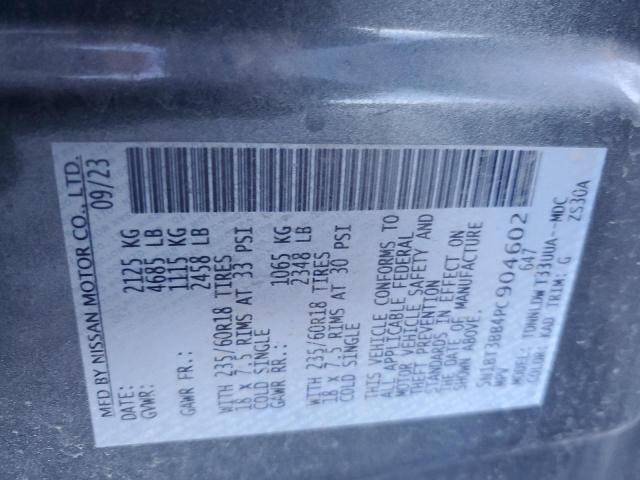 MFD BY NISSAN MOTOR CO., LTD.
DATE: 09/23
GVWR: 2125 KG
4685 LB
GAWR FR.: 1115 KG
2458 LB
WITH 235/60R18 TIRES
18 x 7.5 RIMS AT 33 PSI
COLD SINGLE
GAWR RR.: 1065 KG
2348 LB
WITH 235/60R18 TIRES
18 x 7.5 RIMS AT 30 PSI
COLD SINGLE
THIS VEHICLE CONFORMS TO
ALL APPLICABLE FEDERAL
MOTOR VEHICLE SAFETY AND
THEFT PREVENTION
STANDARDS IN EFFECT ON
THE DATE OF MANUFACTURE
SHOWN ABOVE.
5N1BT3BB4PC904602
MPV 647
MODEL: TDHNLDW T33UUA--MDC
COLOR: KAD TRIM: G ZS30A